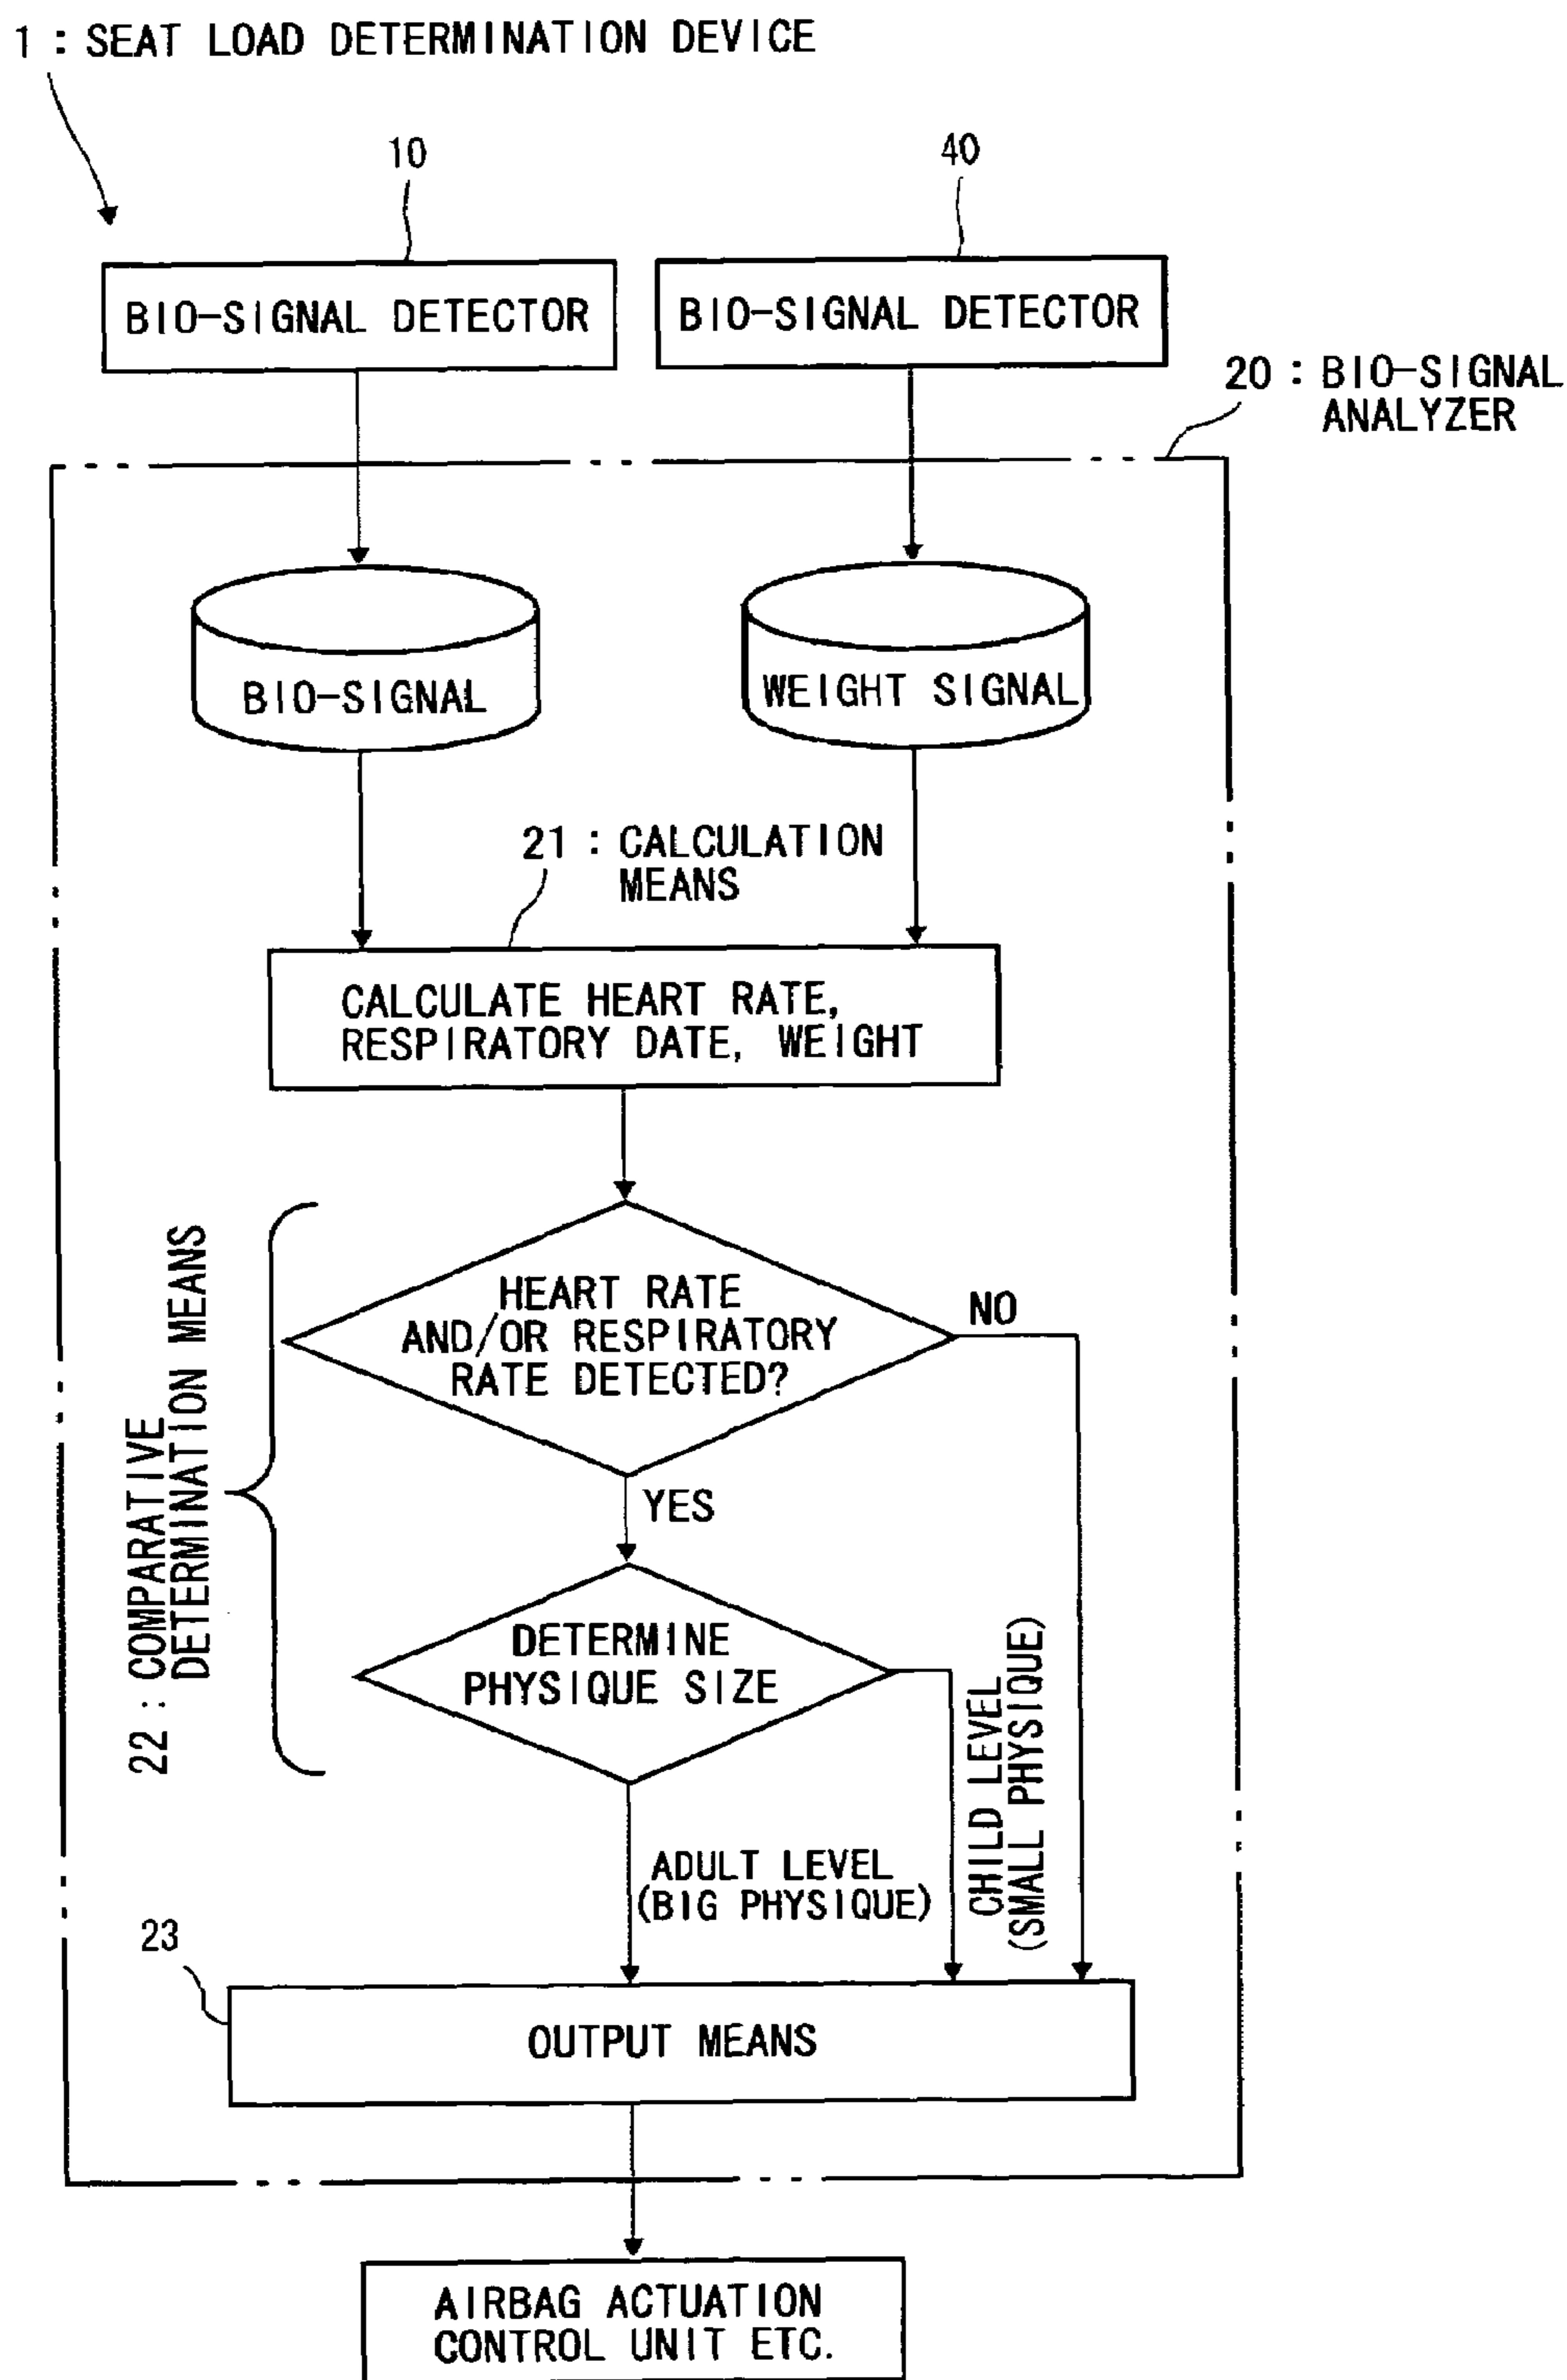 1 : SEAT LOAD DETERMINATION DEVICE
10
40
BIO-SIGNAL DETECTOR
BIO-SIGNAL DETECTOR
20 : BIO-SIGNAL
ANALYZER
BIO-SIGNAL
WEIGHT SIGNAL
21 : CALCULATION
MEANS
CALCULATE HEART RATE,
RESPIRATORY DATE, WEIGHT
22 : COMPARATIVE
DETERMINATION MEANS
HEART RATE
AND/OR RESPIRATORY
RATE DETECTED?
NO
YES
DETERMINE
PHYSIQUE SIZE
CHILD LEVEL
(SMALL PHYSIQUE)
ADULT LEVEL
(BIG PHYSIQUE)
23
OUTPUT MEANS
AIRBAG ACTUATION
CONTROL UNIT ETC.